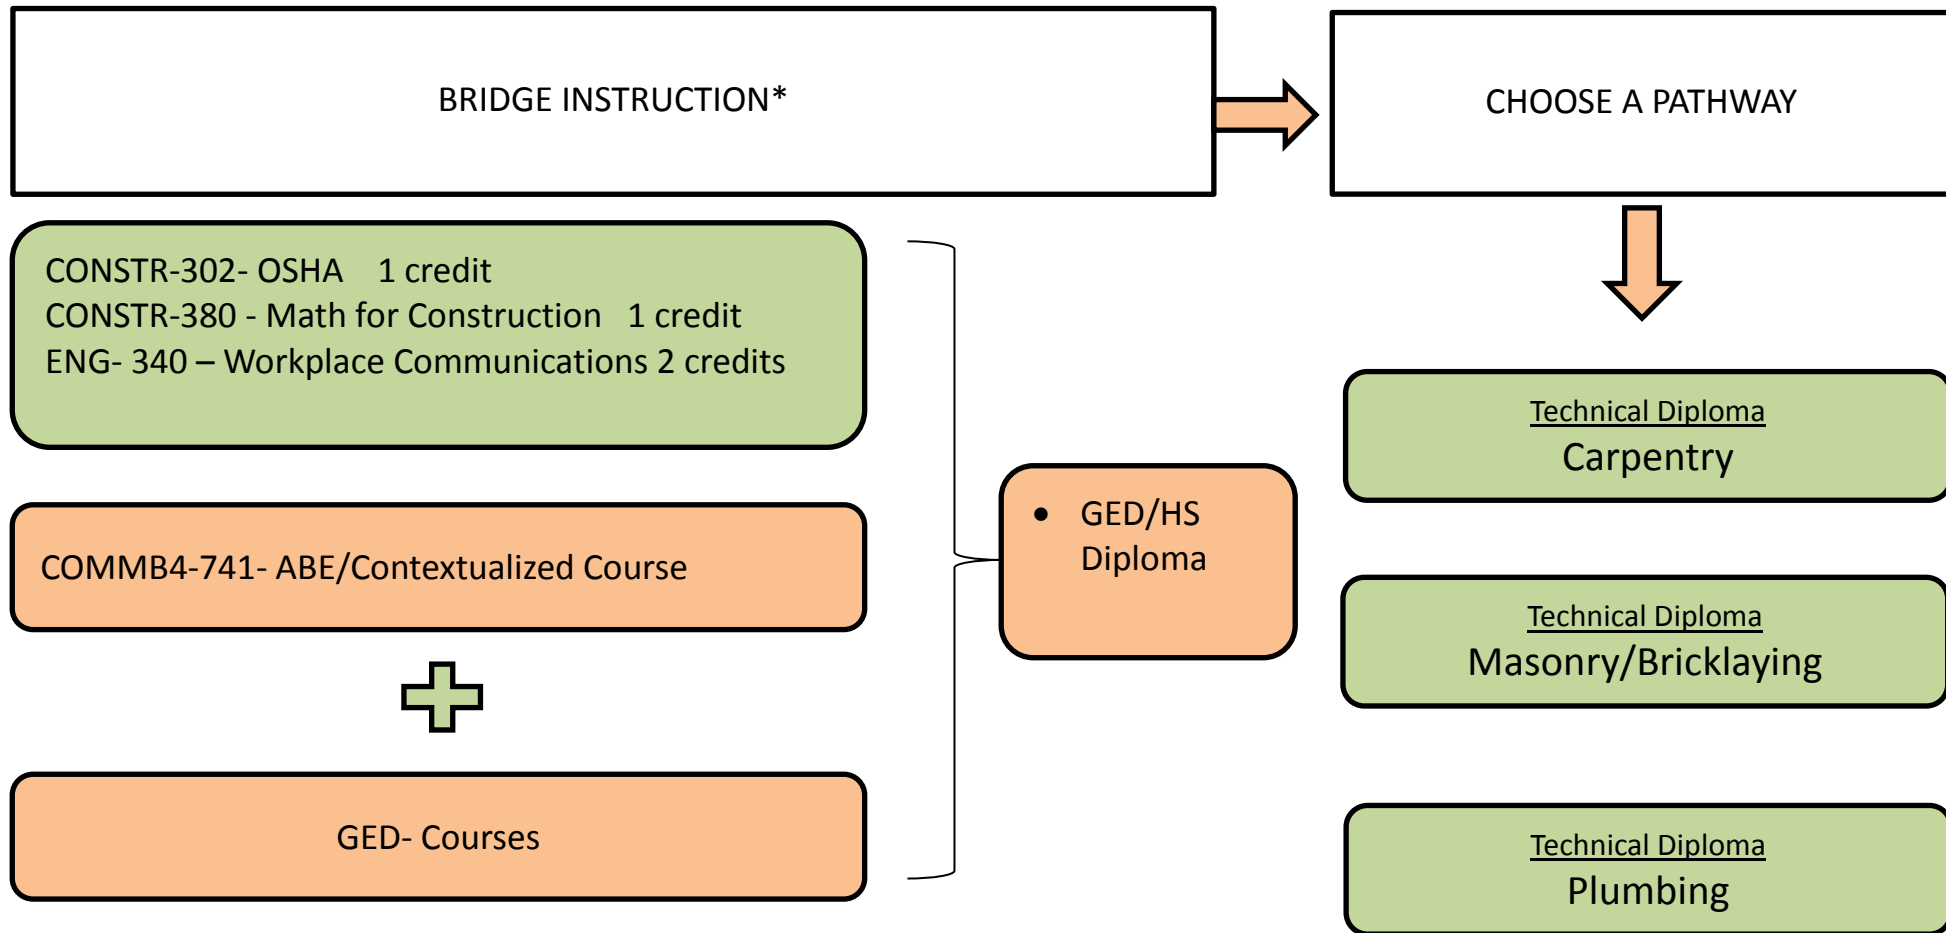 BRIDGE INSTRUCTION*
CHOOSE A PATHWAY
CONSTR-302- OSHA 1 credit
CONSTR-380 - Math for Construction 1 credit
ENG- 340 – Workplace Communications 2 credits
COMMB4-741- ABE/Contextualized Course
GED- Courses
• GED/HS
Diploma
Technical Diploma
Carpentry
Technical Diploma
Masonry/Bricklaying
Technical Diploma
Plumbing